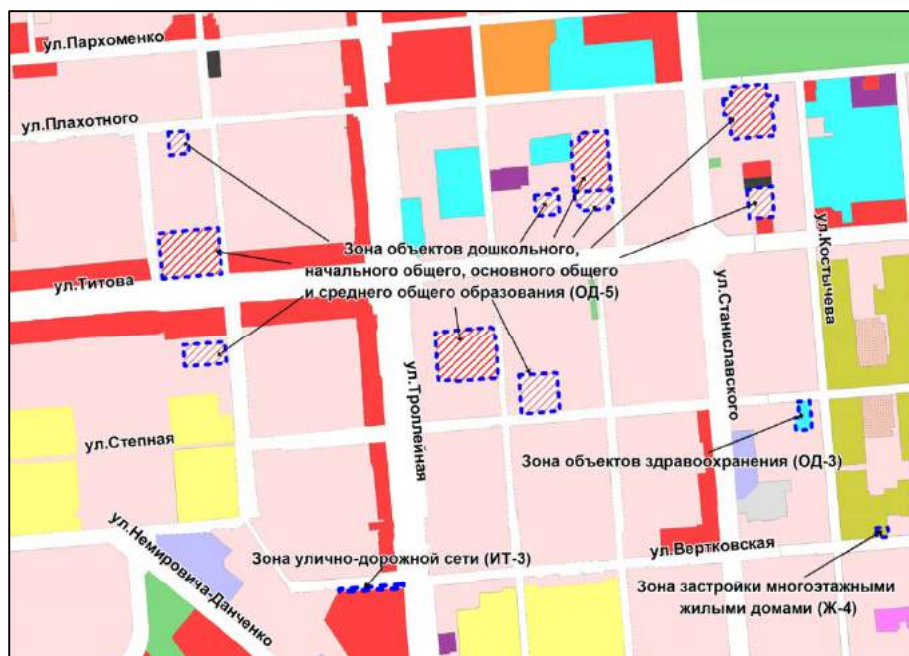 ул.Пархоменко
ул.Плахотного
Зона объектов дошкольного,
начального общего, основного общего
и среднего общего образования (ОД-5)
ул.Титова
ул.Костычева
ул.Станиславского
ул.Троллейная
ул.Степная
Зона объектов здравоохранения (ОД-3)
ул.Немировича-Данченко
Зона улично-дорожной сети (ИТ-3)
ул.Вертковская
Зона застройки многоэтажными
жилыми домами (Ж-4)